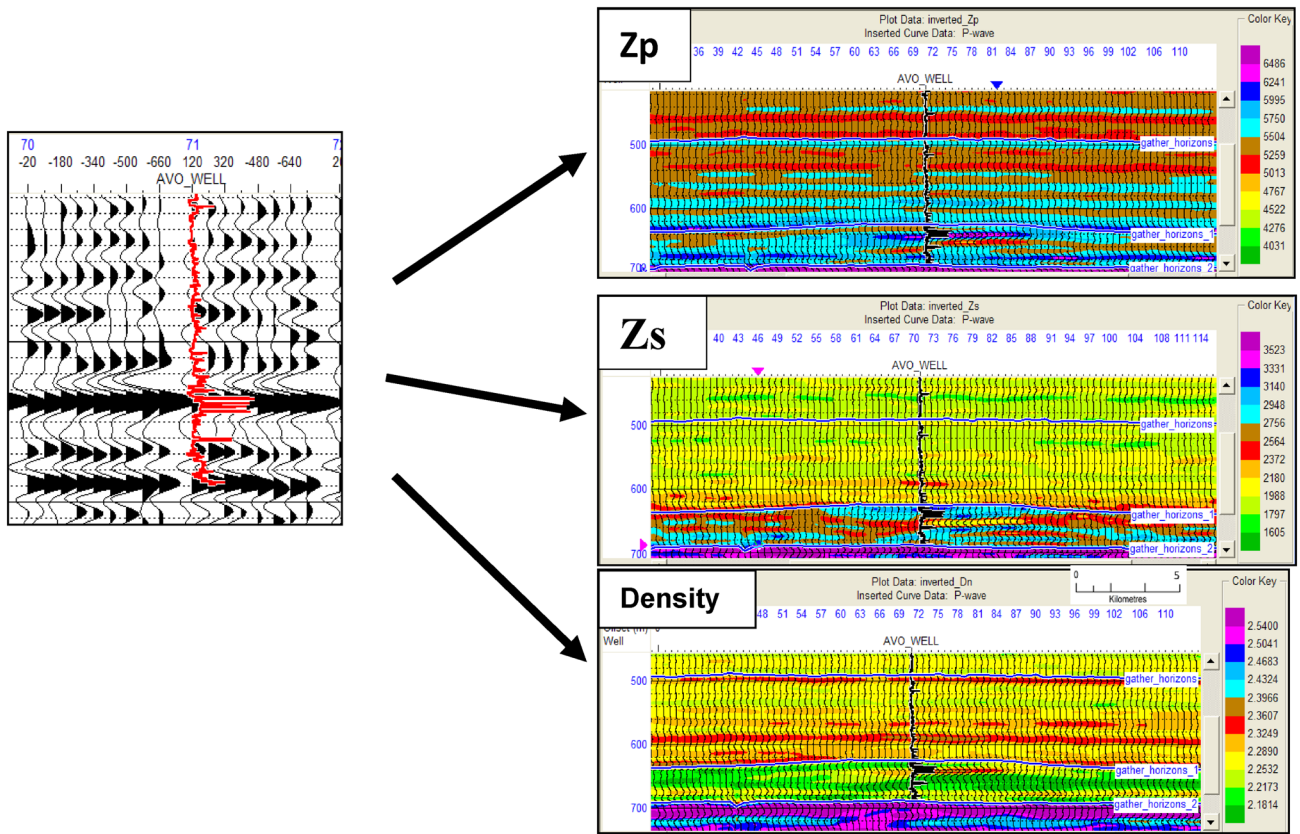 70 71 7
-20 -180 -340 -500 -660 120 320 -480 -640 2
AVO_WELL
Zp
Plot Data: inverted_Zp
Inserted Curve Data: P-wave
36 39 42 45 48 51 54 57 60 63 66 69 72 75 78 81 84 87 90 93 96 99 102 106 110
Well
AVO_WELL
500
600
700
gather_horizons
gather_horizons_1
gather_horizons_2
Color Key
6486
6241
5995
5750
5504
5259
5013
4767
4522
4276
4031
Zs
Plot Data: inverted_Zs
Inserted Curve Data: P-wave
40 43 46 49 52 55 58 61 64 67 70 73 76 79 82 85 88 91 94 97 100 104 108 111 114
AVO_WELL
500
600
700
gather_horizons
gather_horizons_1
gather_horizons_2
Color Key
3523
3331
3140
2948
2756
2564
2372
2180
1988
1797
1605
Density
Plot Data: inverted_Dn
Inserted Curve Data: P-wave
0 5
Kilometres
48 51 54 57 60 63 66 69 72 75 78 81 84 87 90 93 96 99 102 106 110
Offset (m) 0
Well
AVO_WELL
500
600
700
gather_horizons
gather_horizons_1
gather_horizons_2
Color Key
2.5400
2.5041
2.4683
2.4324
2.3966
2.3607
2.3249
2.2890
2.2532
2.2173
2.1814